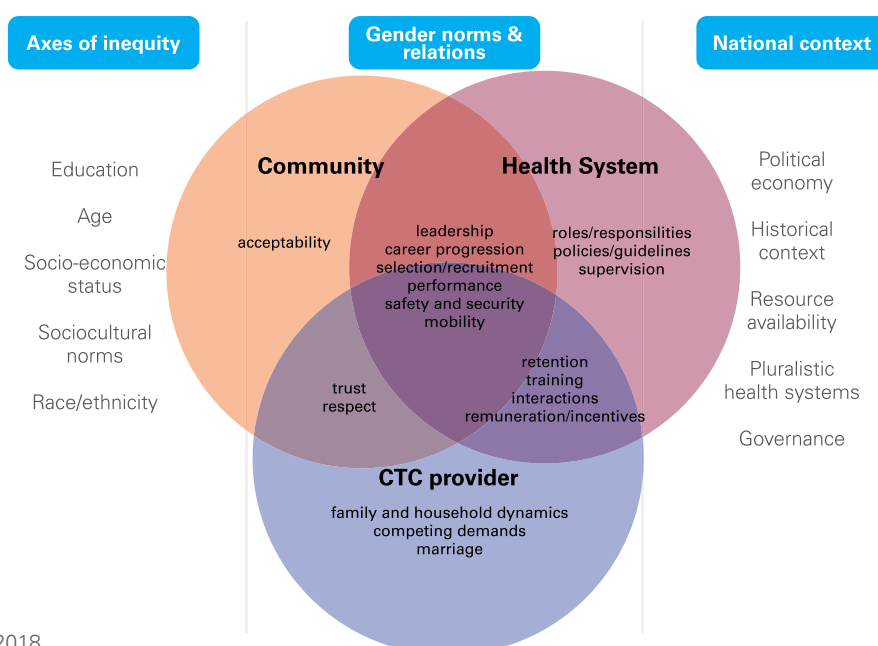 Axes of inequity
Gender norms &
relations
National context
Education
Age
Socio-economic
status
Sociocultural
norms
Race/ethnicity
Community
Health System
acceptability
leadership
career progression
selection/recruitment
performance
safety and security
mobility
roles/responsilities
policies/guidelines
supervision
trust
respect
retention
training
interactions
remuneration/incentives
CTC provider
family and household dynamics
competing demands
marriage
Political
economy
Historical
context
Resource
availability
Pluralistic
health systems
Governance
2018